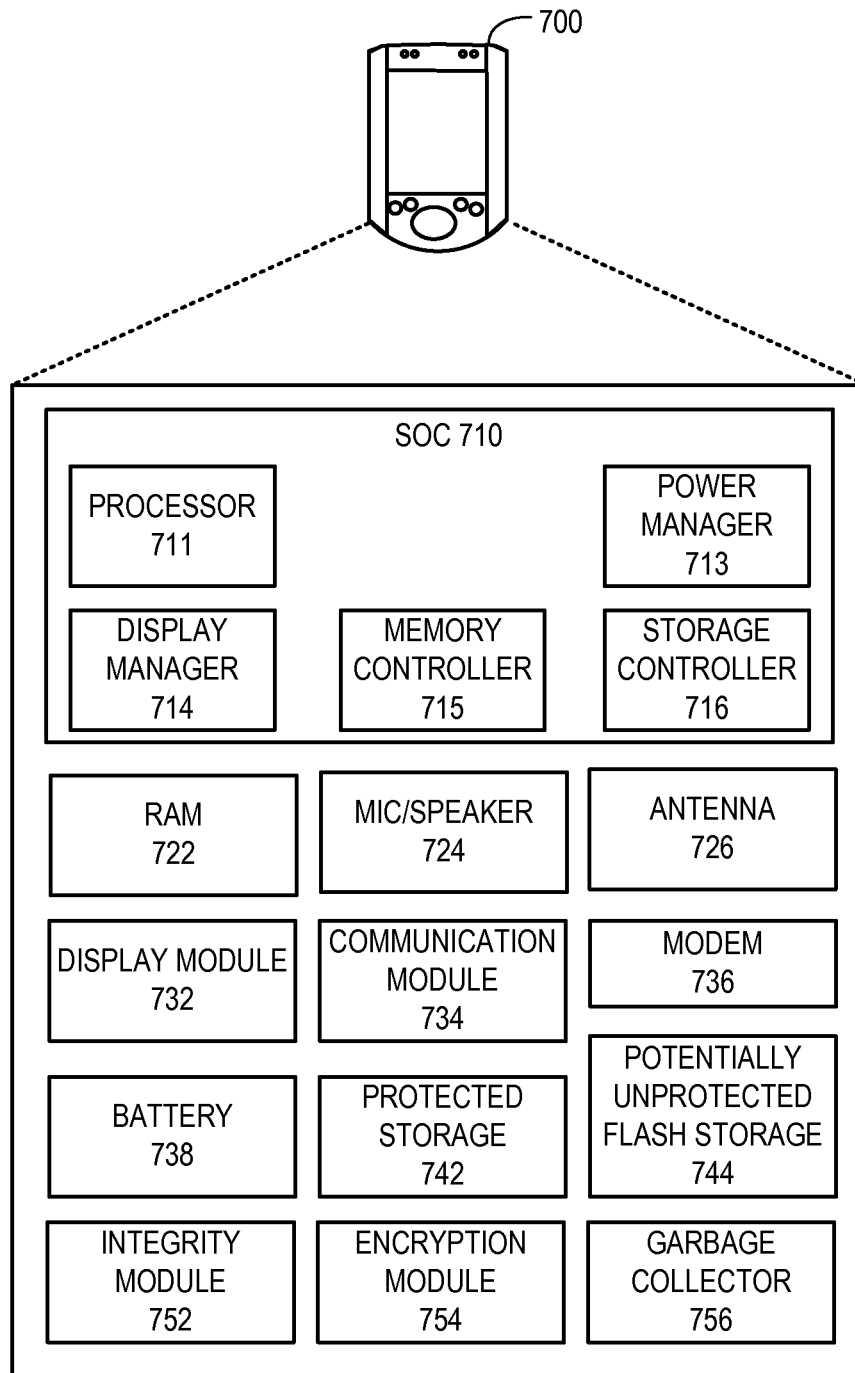 700
SOC 710
PROCESSOR
711
POWER
MANAGER
713
DISPLAY
MANAGER
714
MEMORY
CONTROLLER
715
STORAGE
CONTROLLER
716
RAM
722
MIC/SPEAKER
724
ANTENNA
726
DISPLAY MODULE
732
COMMUNICATION
MODULE
734
MODEM
736
BATTERY
738
PROTECTED
STORAGE
742
POTENTIALLY
UNPROTECTED
FLASH STORAGE
744
INTEGRITY
MODULE
752
ENCRYPTION
MODULE
754
GARBAGE
COLLECTOR
756